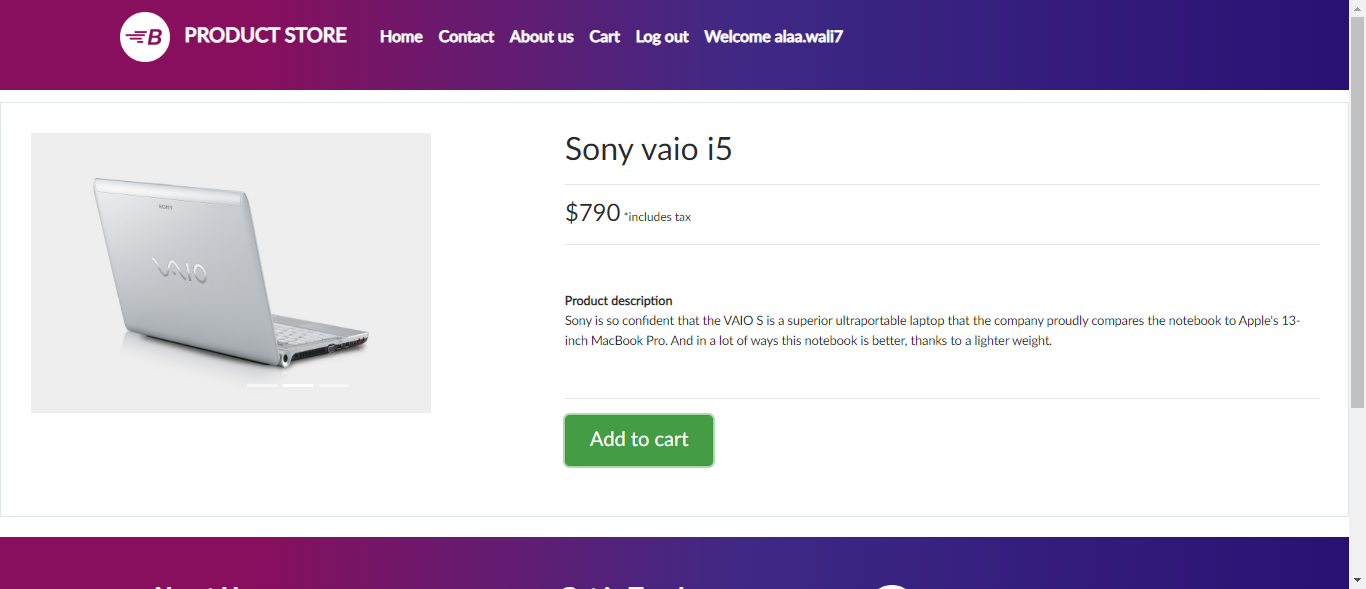 B PRODUCT STORE Home Contact About us Cart Log out Welcome alaa.wali7
Sony vaio i5
SONY
VAIO
$790 *includes tax
Product description
Sony is so confident that the VAIO S is a superior ultraportable laptop that the company proudly compares the notebook to Apple's 13-
inch MacBook Pro. And in a lot of ways this notebook is better, thanks to a lighter weight.
Add to cart